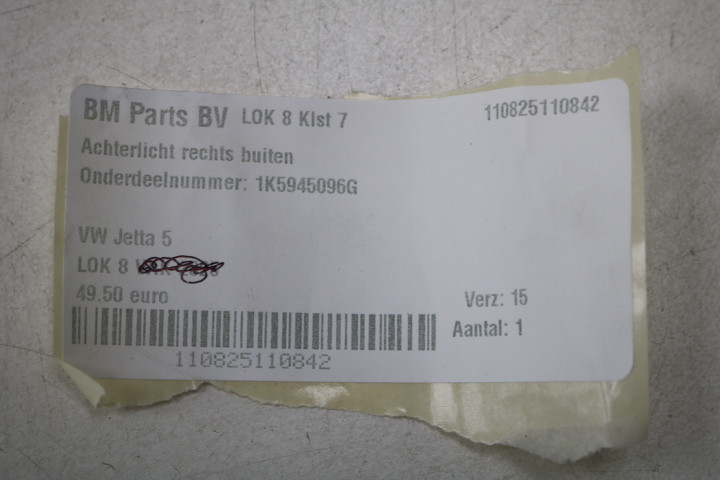 BM Parts BV LOK 8 Klst 7 110825110842
Achterlicht rechts buiten
Onderdeelnummer: 1K5945096G
VW Jetta 5
LOK 8
49.50 euro Verz: 15
Aantal: 1
110825110842